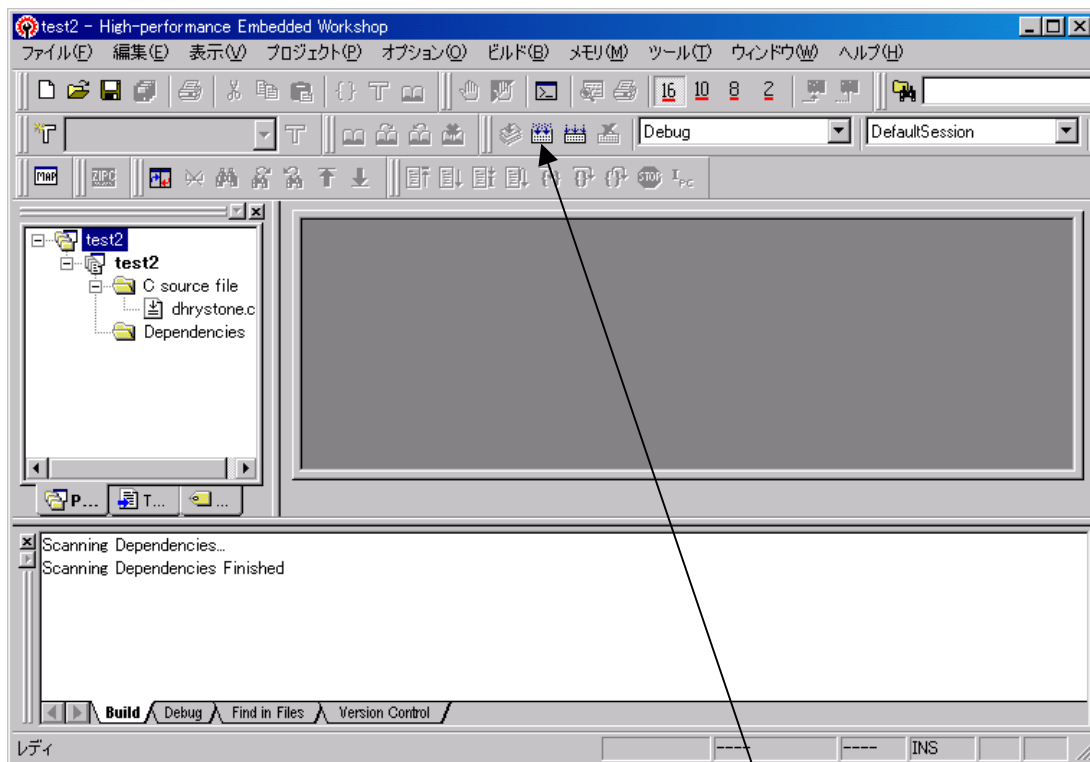 test2 - High-performance Embedded Workshop
ファイル(F) 編集(E) 表示(V) プロジェクト(P) オプション(O) ビルド(B) メモリ(M) ツール(T) ウィンドウ(W) ヘルプ(H)
16 10 8 2
Debug DefaultSession
MAP ZIPC STOP IPC
test2
test2
C source file
dhrystone.c
Dependencies
P... T... ...
Scanning Dependencies...
Scanning Dependencies Finished
Build Debug Find in Files Version Control
レディ ---- ---- INS